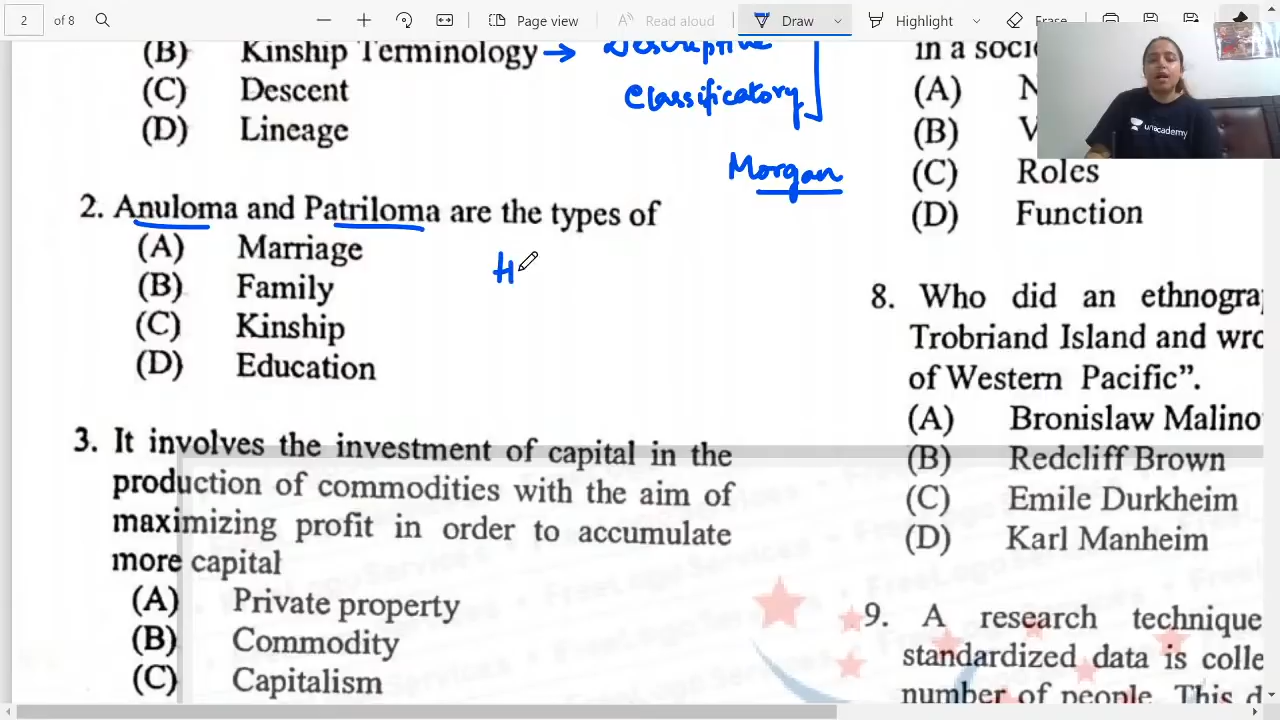 2
of 8
Page view
Read aloud
Draw
Highlight
Erase
(B) Kinship Terminology → Descriptive
Classificatory
(C) Descent
(D) Lineage
Morgan
2. Anuloma and Patriloma are the types of
(A) Marriage
(B) Family
(C) Kinship
(D) Education
H
3. It involves the investment of capital in the
production of commodities with the aim of
maximizing profit in order to accumulate
more capital
(A) Private property
(B) Commodity
(C) Capitalism
in a socie
(A) N
(B) V
(C) Roles
(D) Function
8. Who did an ethnogra
Trobriand Island and wro
of Western Pacific”.
(A) Bronislaw Malino
(B) Redcliff Brown
(C) Emile Durkheim
(D) Karl Manheim
9. A research technique
standardized data is colle
number of people. This d
unacademy